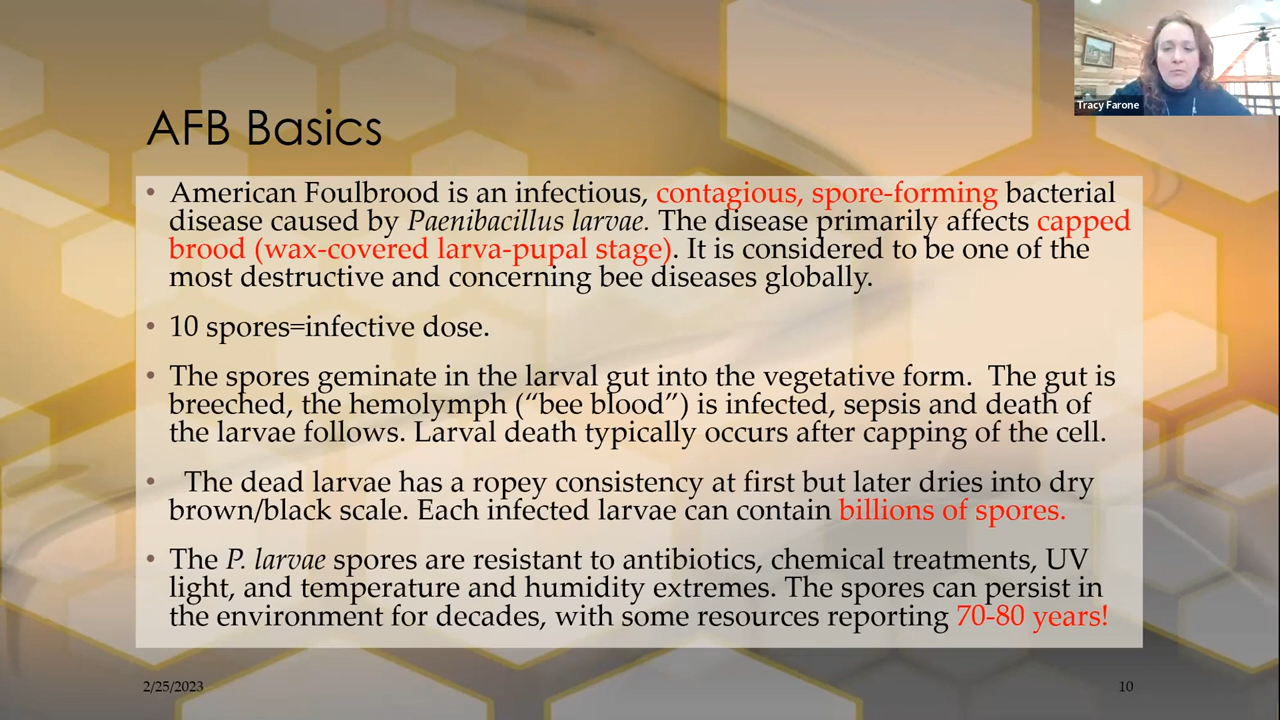 Tracy Farone
AFB Basics
• American Foulbrood is an infectious, contagious, spore-forming bacterial
disease caused by Paenibacillus larvae. The disease primarily affects capped
brood (wax-covered larva-pupal stage). It is considered to be one of the
most destructive and concerning bee diseases globally.
• 10 spores=infective dose.
• The spores geminate in the larval gut into the vegetative form.  The gut is
breeched, the hemolymph (“bee blood”) is infected, sepsis and death of
the larvae follows. Larval death typically occurs after capping of the cell.
•  The dead larvae has a ropey consistency at first but later dries into dry
brown/black scale. Each infected larvae can contain billions of spores.
• The P. larvae spores are resistant to antibiotics, chemical treatments, UV
light, and temperature and humidity extremes. The spores can persist in
the environment for decades, with some resources reporting 70-80 years!
2/25/2023
10